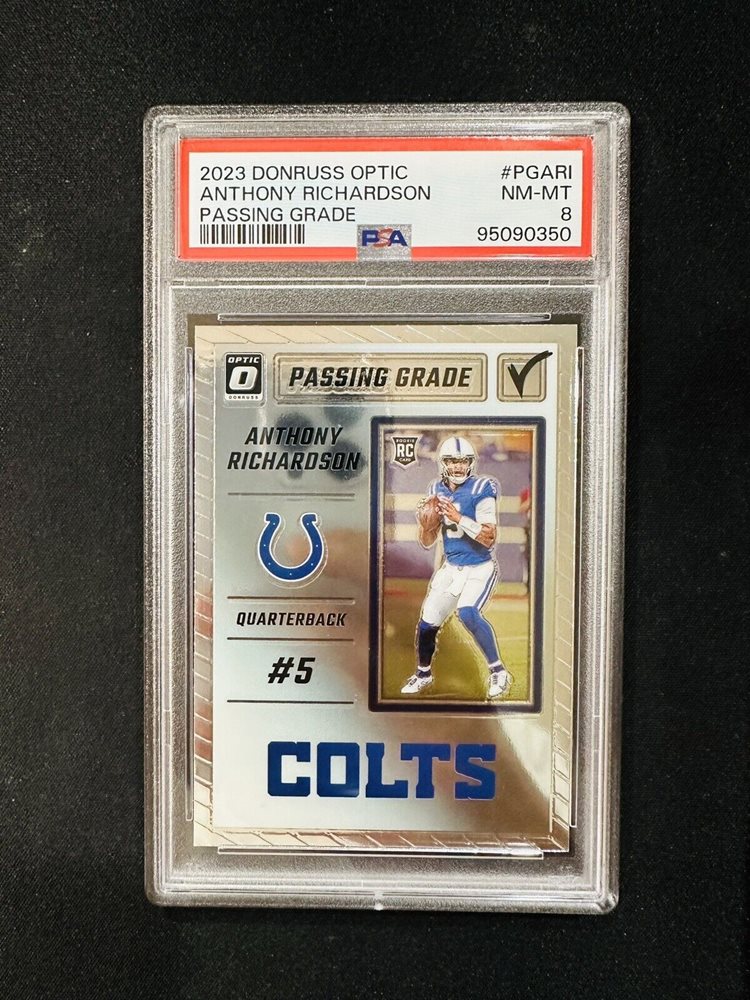 2023 DONRUSS OPTIC #PGARI
ANTHONY RICHARDSON NM-MT
PASSING GRADE 8
PSA 95090350
OPTIC
O
DONRUSS
PASSING GRADE
ANTHONY
RICHARDSON
ROOKIE
RC
CARD
5
QUARTERBACK
#5
COLTS